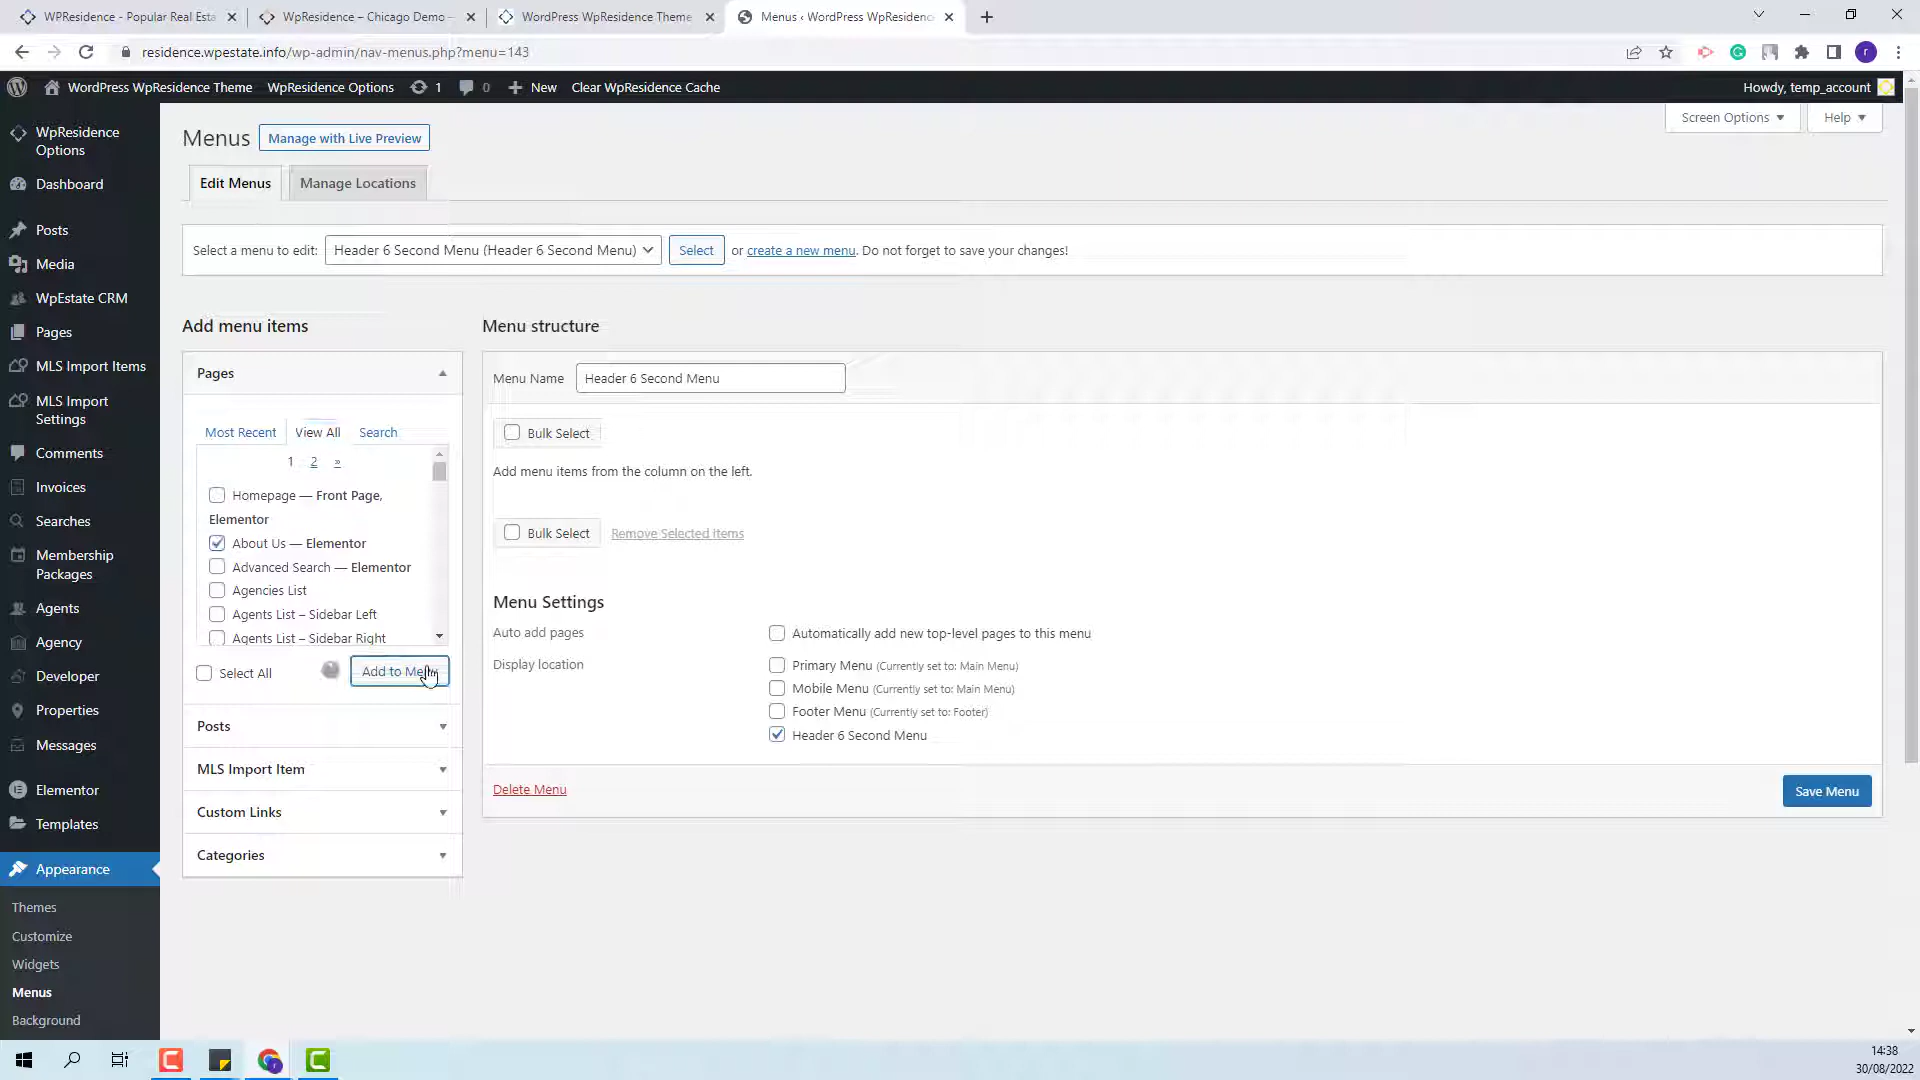 WPResidence - Popular Real Esta
WpResidence – Chicago Demo -
WordPress WpResidence Theme
Menus ‹ WordPress WpResidence
residence.wpestate.info/wp-admin/nav-menus.php?menu=143
r
WordPress WpResidence Theme
WpResidence Options
1
0
New
Clear WpResidence Cache
Howdy, temp_account
WpResidence
Options
Dashboard
Posts
Media
WpEstate CRM
Pages
MLS Import Items
MLS Import
Settings
Comments
Invoices
Searches
Membership
Packages
Agents
Agency
Developer
Properties
Messages
Elementor
Templates
Appearance
Themes
Customize
Widgets
Menus
Background
Menus
Manage with Live Preview
Screen Options
Help
Edit Menus
Manage Locations
Select a menu to edit:
Header 6 Second Menu (Header 6 Second Menu)
Select
or create a new menu. Do not forget to save your changes!
Add menu items
Pages
Most Recent
View All
Search
1 2 »
Homepage — Front Page,
Elementor
About Us — Elementor
Advanced Search — Elementor
Agencies List
Agents List – Sidebar Left
Agents List – Sidebar Right
Select All
Add to Menu
Posts
MLS Import Item
Custom Links
Categories
Menu structure
Menu Name
Header 6 Second Menu
Bulk Select
Add menu items from the column on the left.
Bulk Select
Remove Selected Items
Menu Settings
Auto add pages
Automatically add new top-level pages to this menu
Display location
Primary Menu (Currently set to: Main Menu)
Mobile Menu (Currently set to: Main Menu)
Footer Menu (Currently set to: Footer)
Header 6 Second Menu
Delete Menu
Save Menu
14:38
30/08/2022